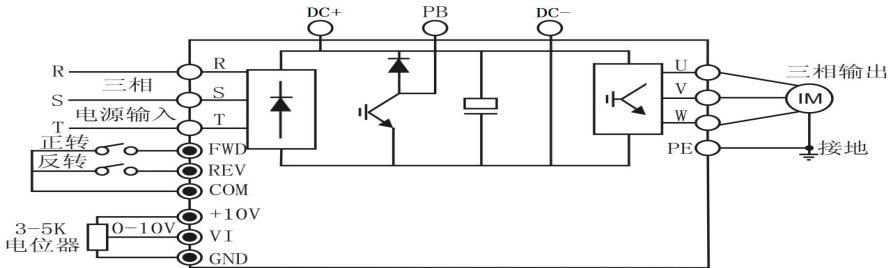 DC+ PB DC-
R R U 三相输出
三相
S S V IM
电源输入
T T W
正转 FWD PE 接地
反转 REV
COM
+10V
3-5K 0-10V VI
电位器
GND